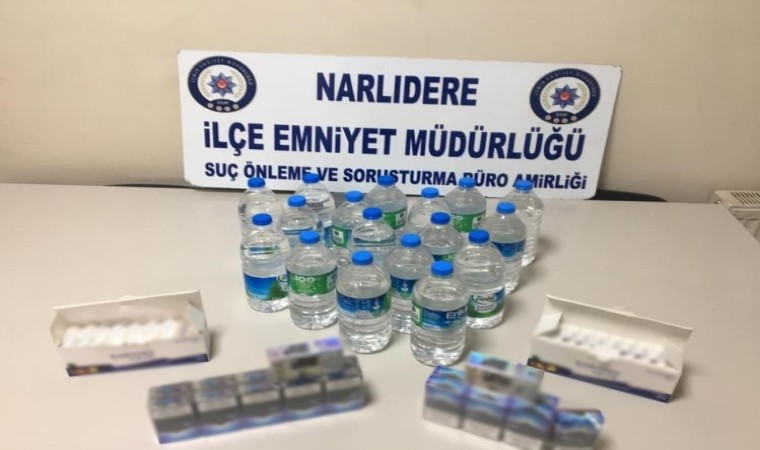 NARLIDERE
İLÇE EMNİYET MÜDÜRLÜĞÜ
SUÇ ÖNLEME VE SORUŞTURMA BÜRO AMİRLİĞİ